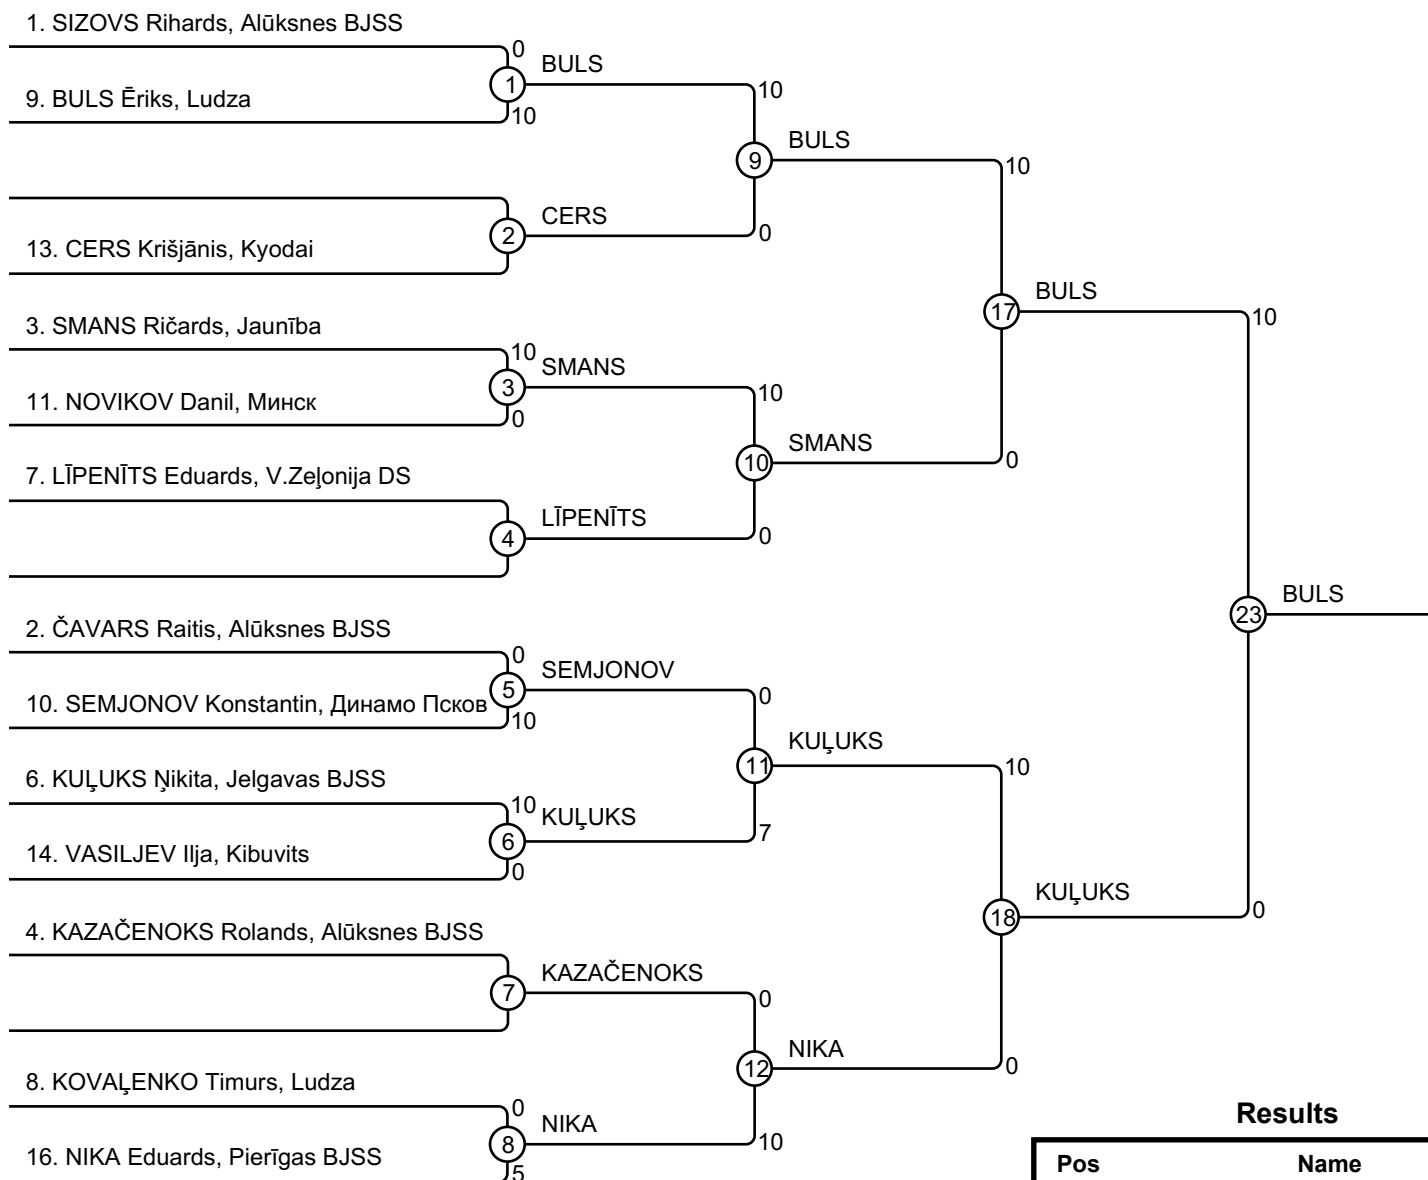 1. SIZOVS Rihards, Alūksnes BJSS
0
BULS
1
10
9. BULS Ēriks, Ludza
10
BULS
9
10
CERS
2
0
13. CERS Krišjānis, Kyodai
BULS
17
10
3. SMANS Ričards, Jaunība
10
SMANS
3
10
11. NOVIKOV Danil, Минск
0
SMANS
10
0
7. LĪPENĪTS Eduards, V.Zeļonija DS
LĪPENĪTS
4
0
BULS
23
2. ČAVARS Raitis, Alūksnes BJSS
0
SEMJONOV
5
0
10. SEMJONOV Konstantin, Динамо Псков
10
KUĻUKS
11
10
6. KUĻUKS Ņikita, Jelgavas BJSS
10
KUĻUKS
6
7
14. VASILJEV Ilja, Kibuvits
0
KUĻUKS
18
0
4. KAZAČENOKS Rolands, Alūksnes BJSS
KAZAČENOKS
7
0
NIKA
12
0
8. KOVAĻENKO Timurs, Ludza
0
NIKA
8
10
16. NIKA Eduards, Pierīgas BJSS
5
Results
Pos Name